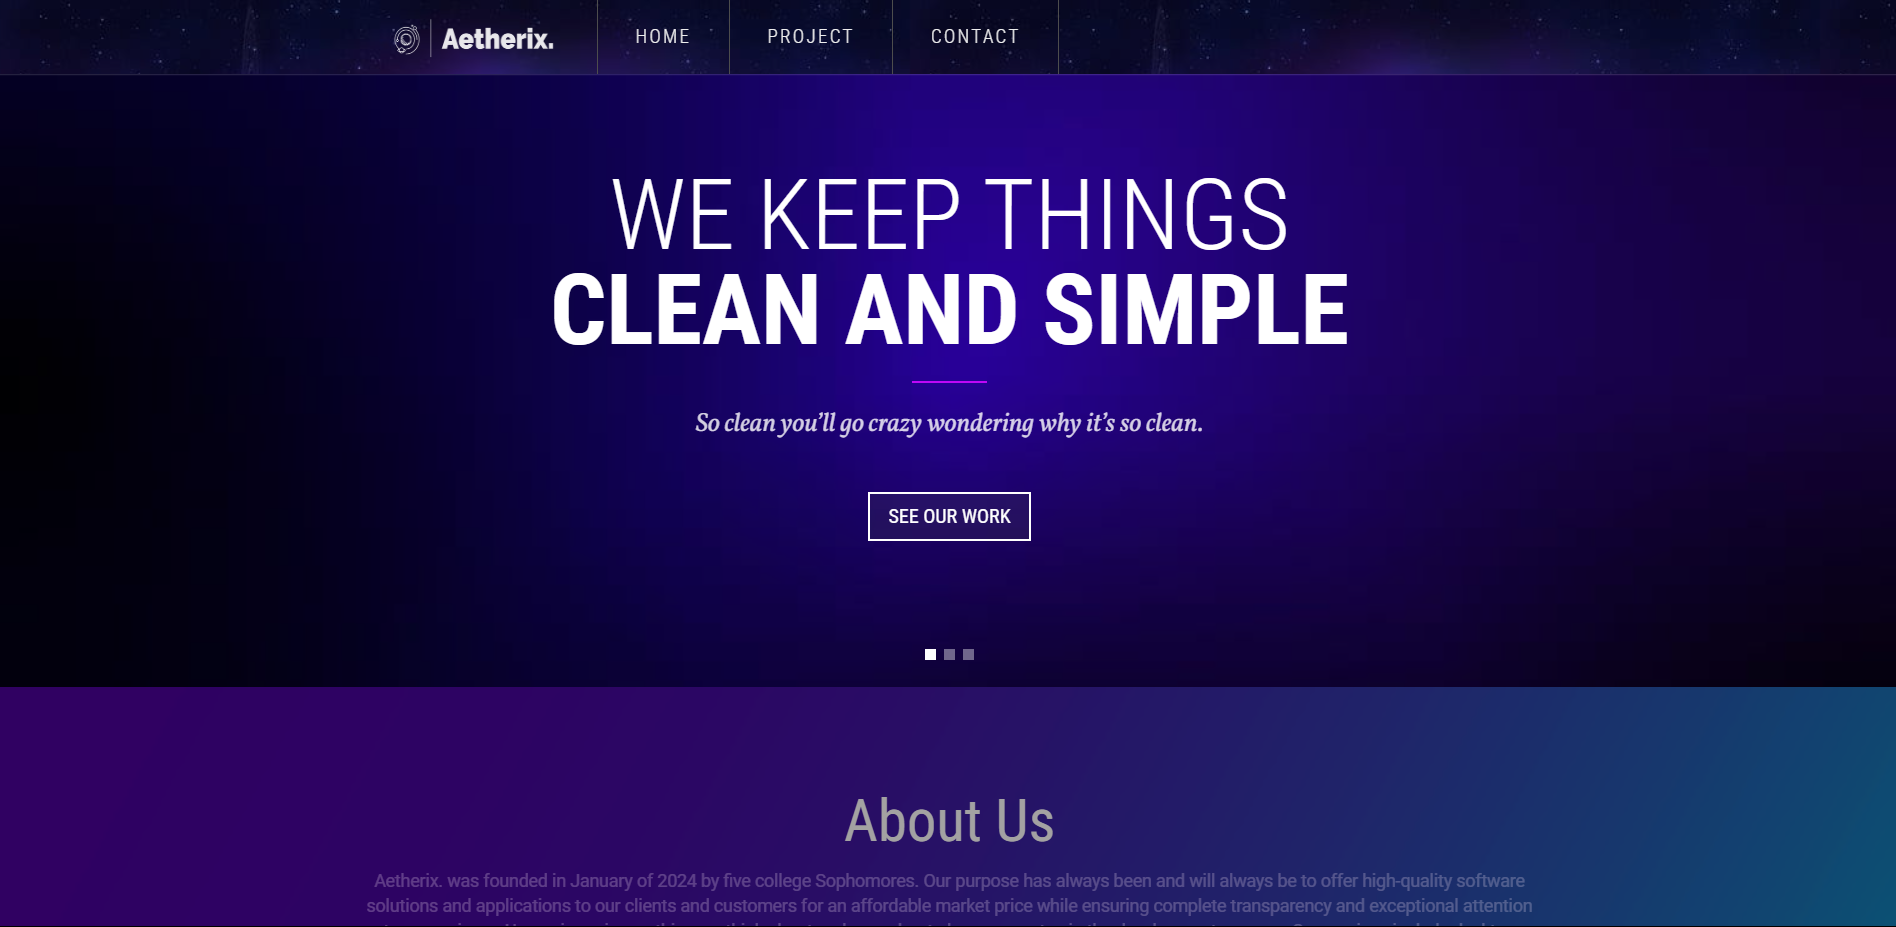 Aetherix.
HOME
PROJECT
CONTACT
WE KEEP THINGS
CLEAN AND SIMPLE
So clean you’ll go crazy wondering why it’s so clean.
SEE OUR WORK
About Us
Aetherix. was founded in January of 2024 by five college Sophomores. Our purpose has always been and will always be to offer high-quality software
solutions and applications to our clients and customers for an affordable market price while ensuring complete transparency and exceptional attention